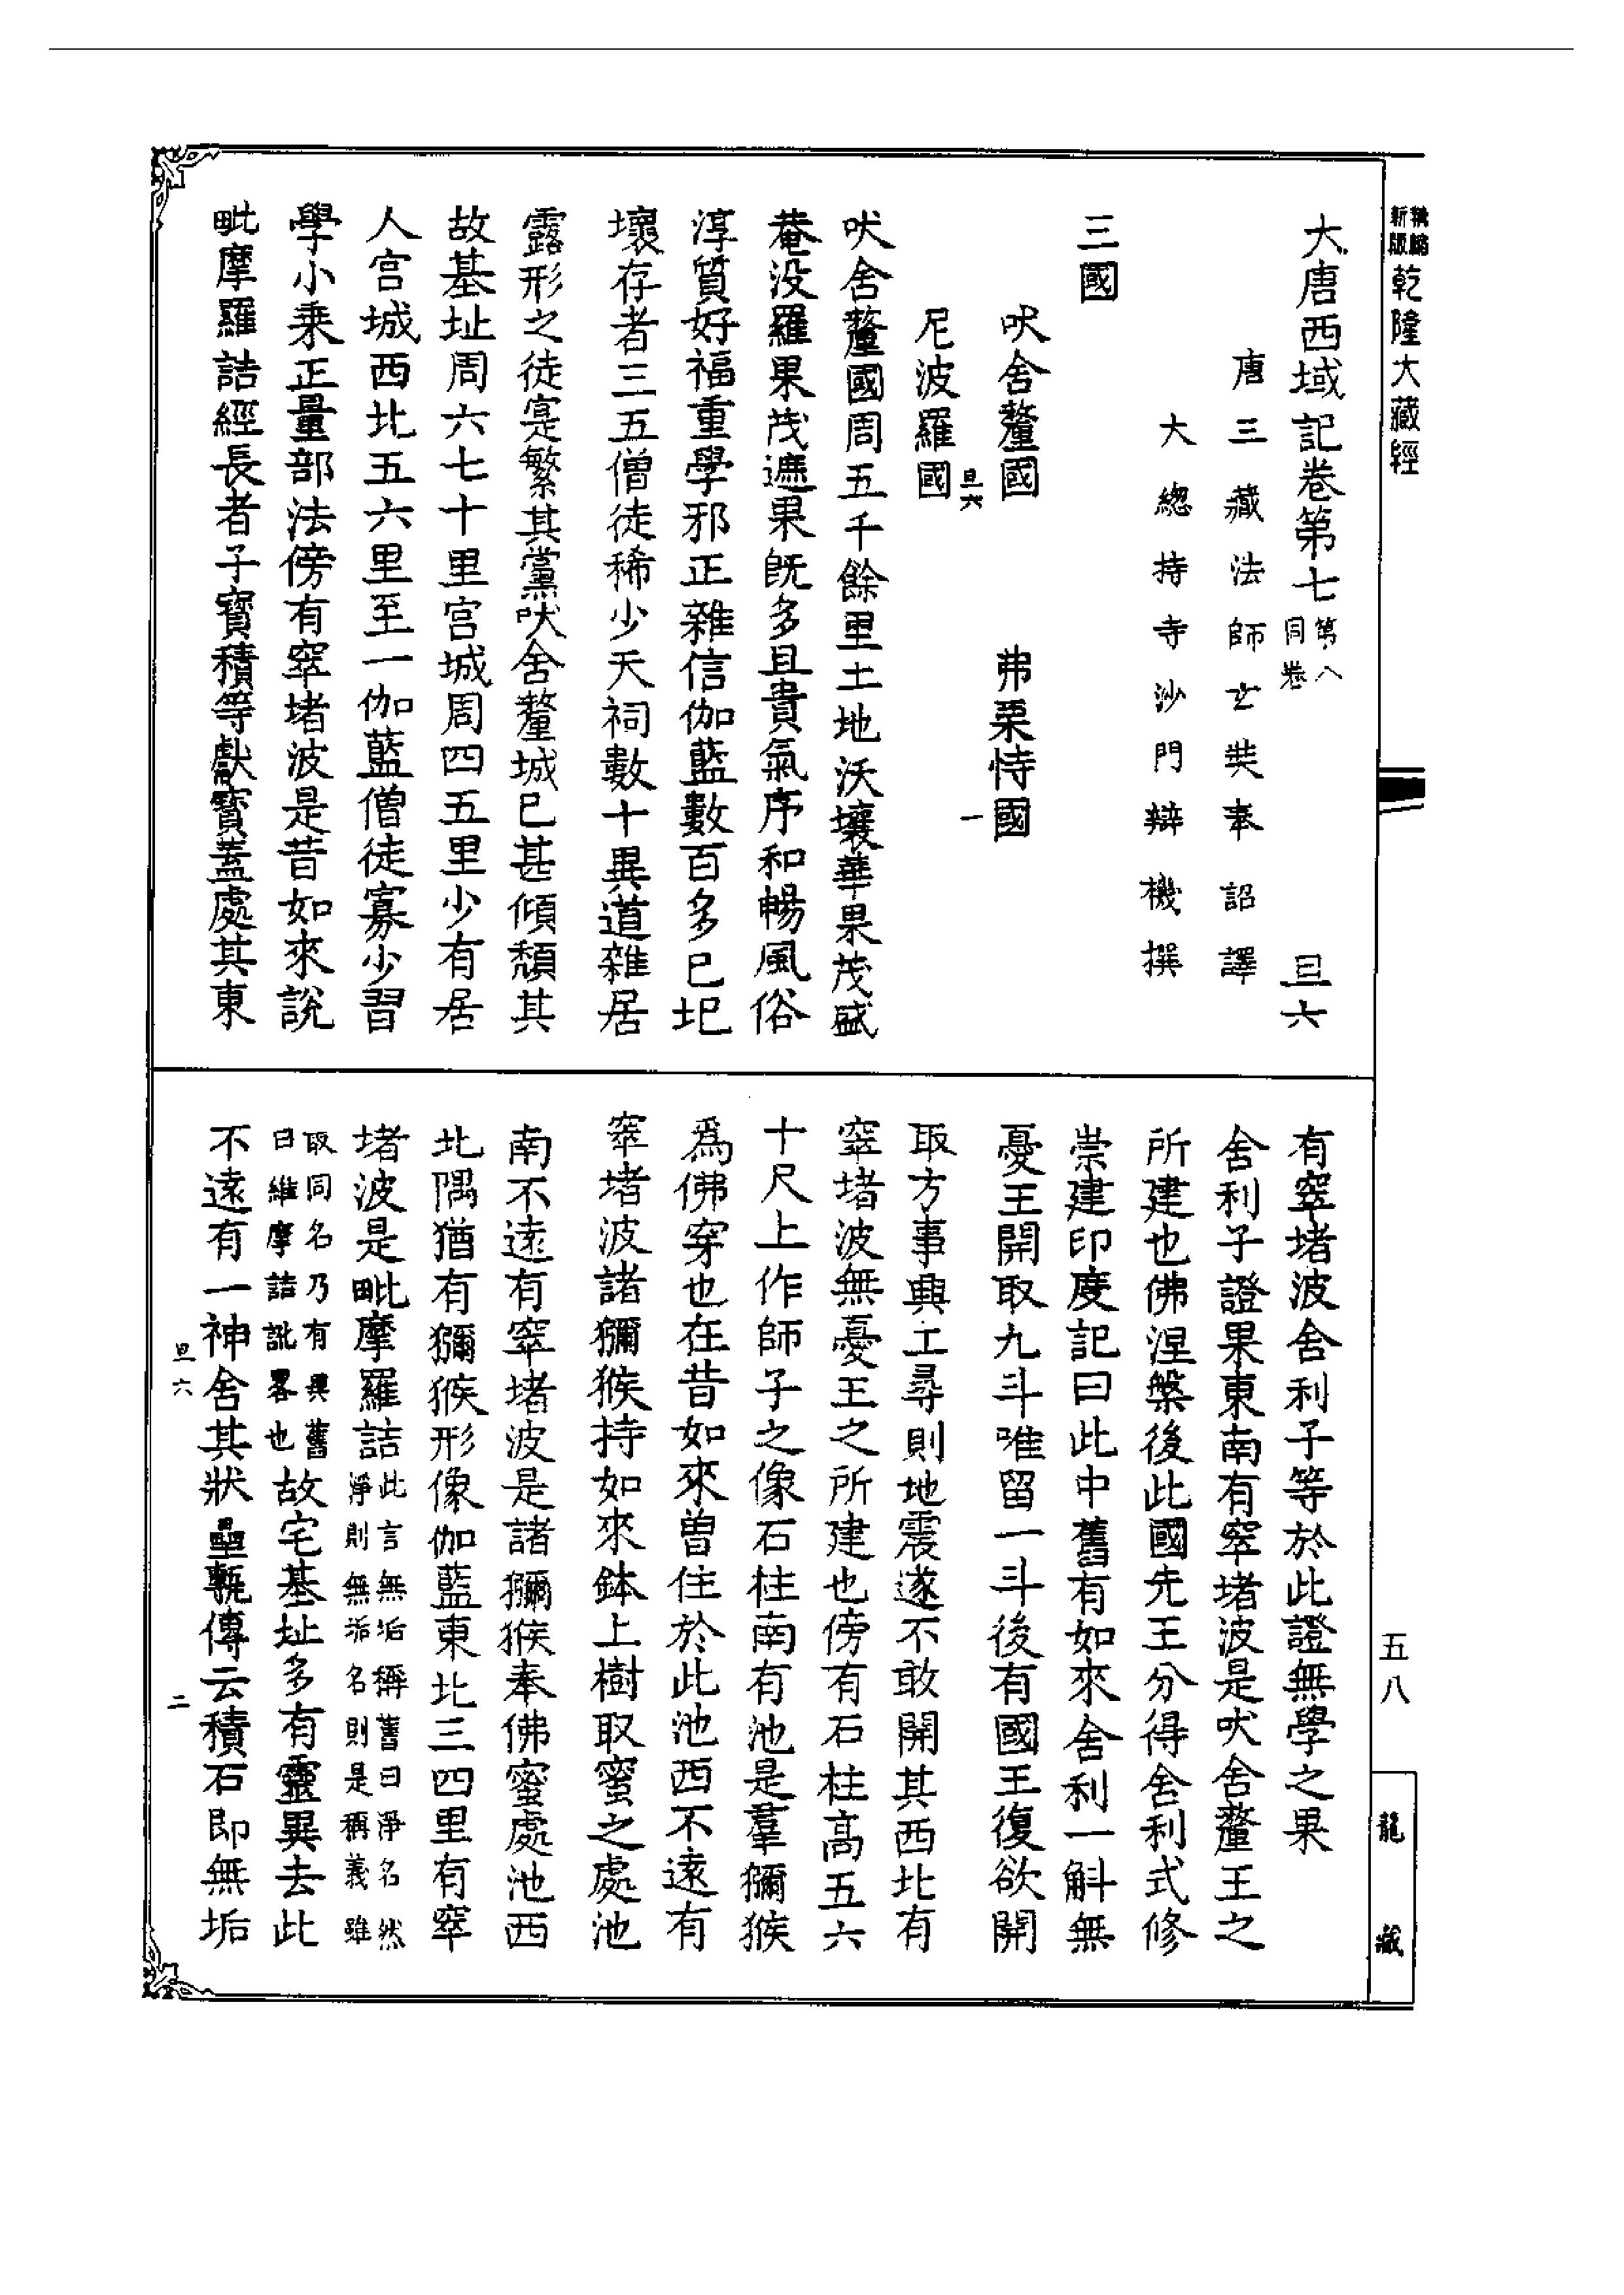 新版 乾隆大藏經
大唐西域記卷第七 第八同卷 旦六
唐三藏法師玄奘奉詔譯
大總持寺沙門辯機撰
三國
吠舍釐國 弗栗恃國
旦六 一
尼波羅國
吠舍釐國周五千餘里土地沃壤華果茂盛
菴没羅果茂遮果旣多且貴氣序和暢風俗
淳質好福重學邪正雜信伽藍數百多已圮
壞存者三五僧徒稀少天祠數十異道雜居
露形之徒寔繁其黨吠舍釐城已甚傾頹其
故基址周六七十里宮城周四五里少有居
人宮城西北五六里至一伽藍僧徒寡少習
學小乘正量部法傍有窣堵波是昔如來說
毗摩羅詰經長者子寳積等獻寳蓋處其東
有窣堵波舍利子等於此證無學之果
舍利子證果東南有窣堵波是吠舍釐王之
所建也佛涅槃後此國先王分得舍利式修
崇建印度記曰此中舊有如來舍利一斛無
憂王開取九斗唯留一斗後有國王復欲開
取方事興工尋則地震遂不敢開其西北有
窣堵波無憂王之所建也傍有石柱高五六
十尺上作師子之像石柱南有池是羣獼猴
爲佛穿也在昔如來曾住於此池西不遠有
窣堵波諸獼猴持如來鉢上樹取蜜之處池
南不遠有窣堵波是諸獼猴奉佛蜜處池西
北隅猶有獼猴形像伽藍東北三四里有窣
堵波是毗摩羅詰此言無垢稱舊曰淨名然淨則無垢名則是稱義雖
取同名乃有異舊曰維摩詰訛畧也故宅基址多有靈異去此
不遠有一神舍其狀壘甎傳云積石即無垢
旦六 二
五八
龍藏